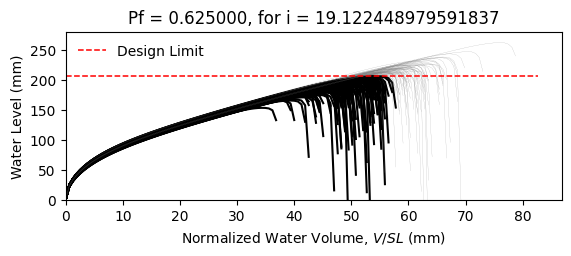 Pf = 0.625000, for i = 19.122448979591837
Design Limit
Water Level (mm)
250
200
150
100
50
0
0 10 20 30 40 50 60 70 80
Normalized Water Volume, V/SL (mm)